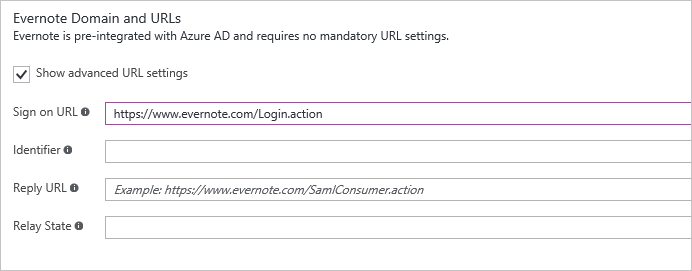 Evernote Domain and URLs
Evernote is pre-integrated with Azure AD and requires no mandatory URL settings.
Show advanced URL settings
Sign on URL https://www.evernote.com/Login.action
Identifier
Reply URL Example: https://www.evernote.com/SamlConsumer.action
Relay State